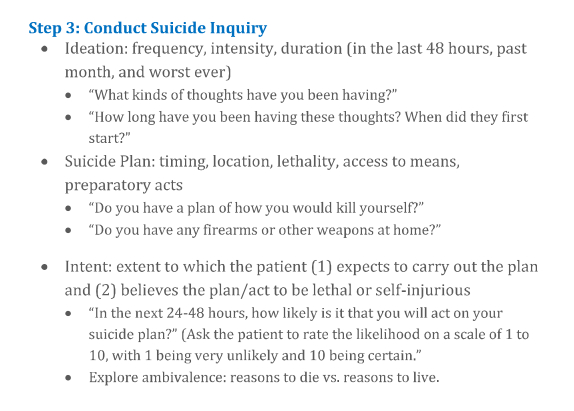 Step 3: Conduct Suicide Inquiry
• Ideation: frequency, intensity, duration (in the last 48 hours, past
month, and worst ever)
• “What kinds of thoughts have you been having?”
• “How long have you been having these thoughts? When did they first
start?”
• Suicide Plan: timing, location, lethality, access to means,
preparatory acts
• “Do you have a plan of how you would kill yourself?”
• “Do you have any firearms or other weapons at home?”
• Intent: extent to which the patient (1) expects to carry out the plan
and (2) believes the plan/act to be lethal or self-injurious
• “In the next 24-48 hours, how likely is it that you will act on your
suicide plan?” (Ask the patient to rate the likelihood on a scale of 1 to
10, with 1 being very unlikely and 10 being certain.”
• Explore ambivalence: reasons to die vs. reasons to live.